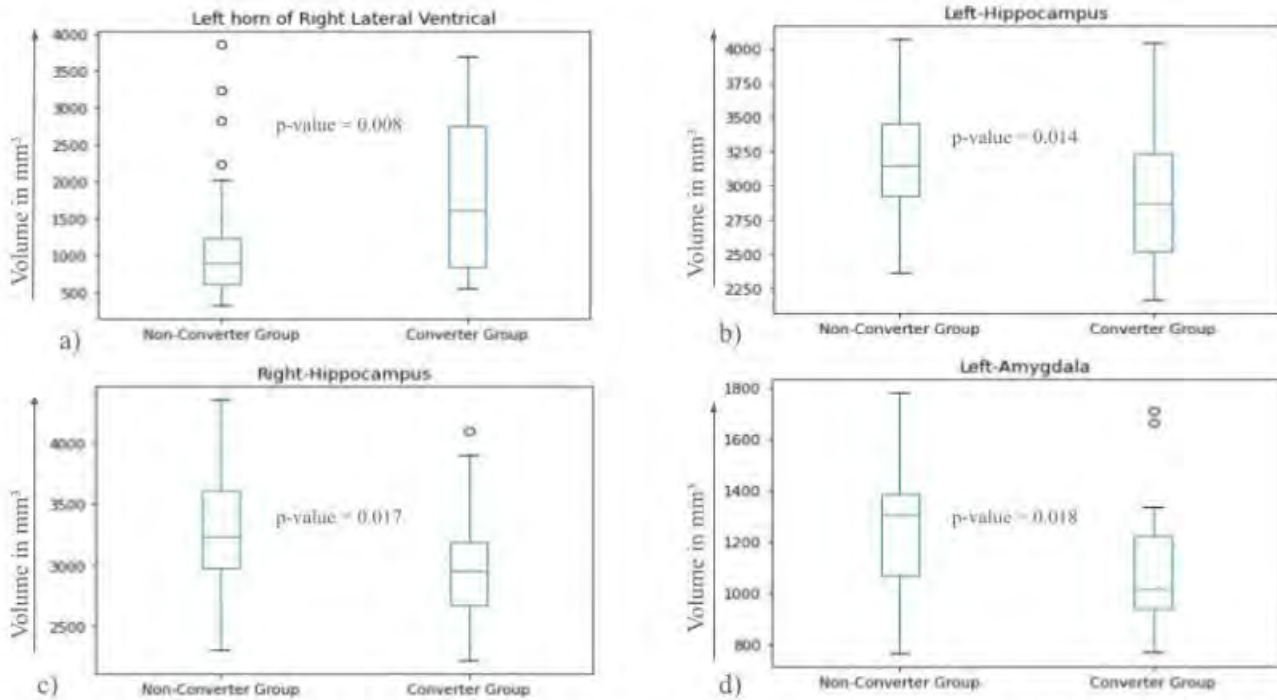 Left horn of Right Lateral Ventrical
Volume in mm³
4000
3500
3000
2500
2000
1500
1000
500
p-value = 0.008
Non-Converter Group
Converter Group
a)
Left-Hippocampus
Volume in mm³
4000
3750
3500
3250
3000
2750
2500
2250
p-value = 0.014
Non-Converter Group
Converter Group
b)
Right-Hippocampus
Volume in mm³
4000
3500
3000
2500
p-value = 0.017
Non-Converter Group
Converter Group
c)
Left-Amygdala
Volume in mm³
1800
1600
1400
1200
1000
800
p-value = 0.018
Non-Converter Group
Converter Group
d)